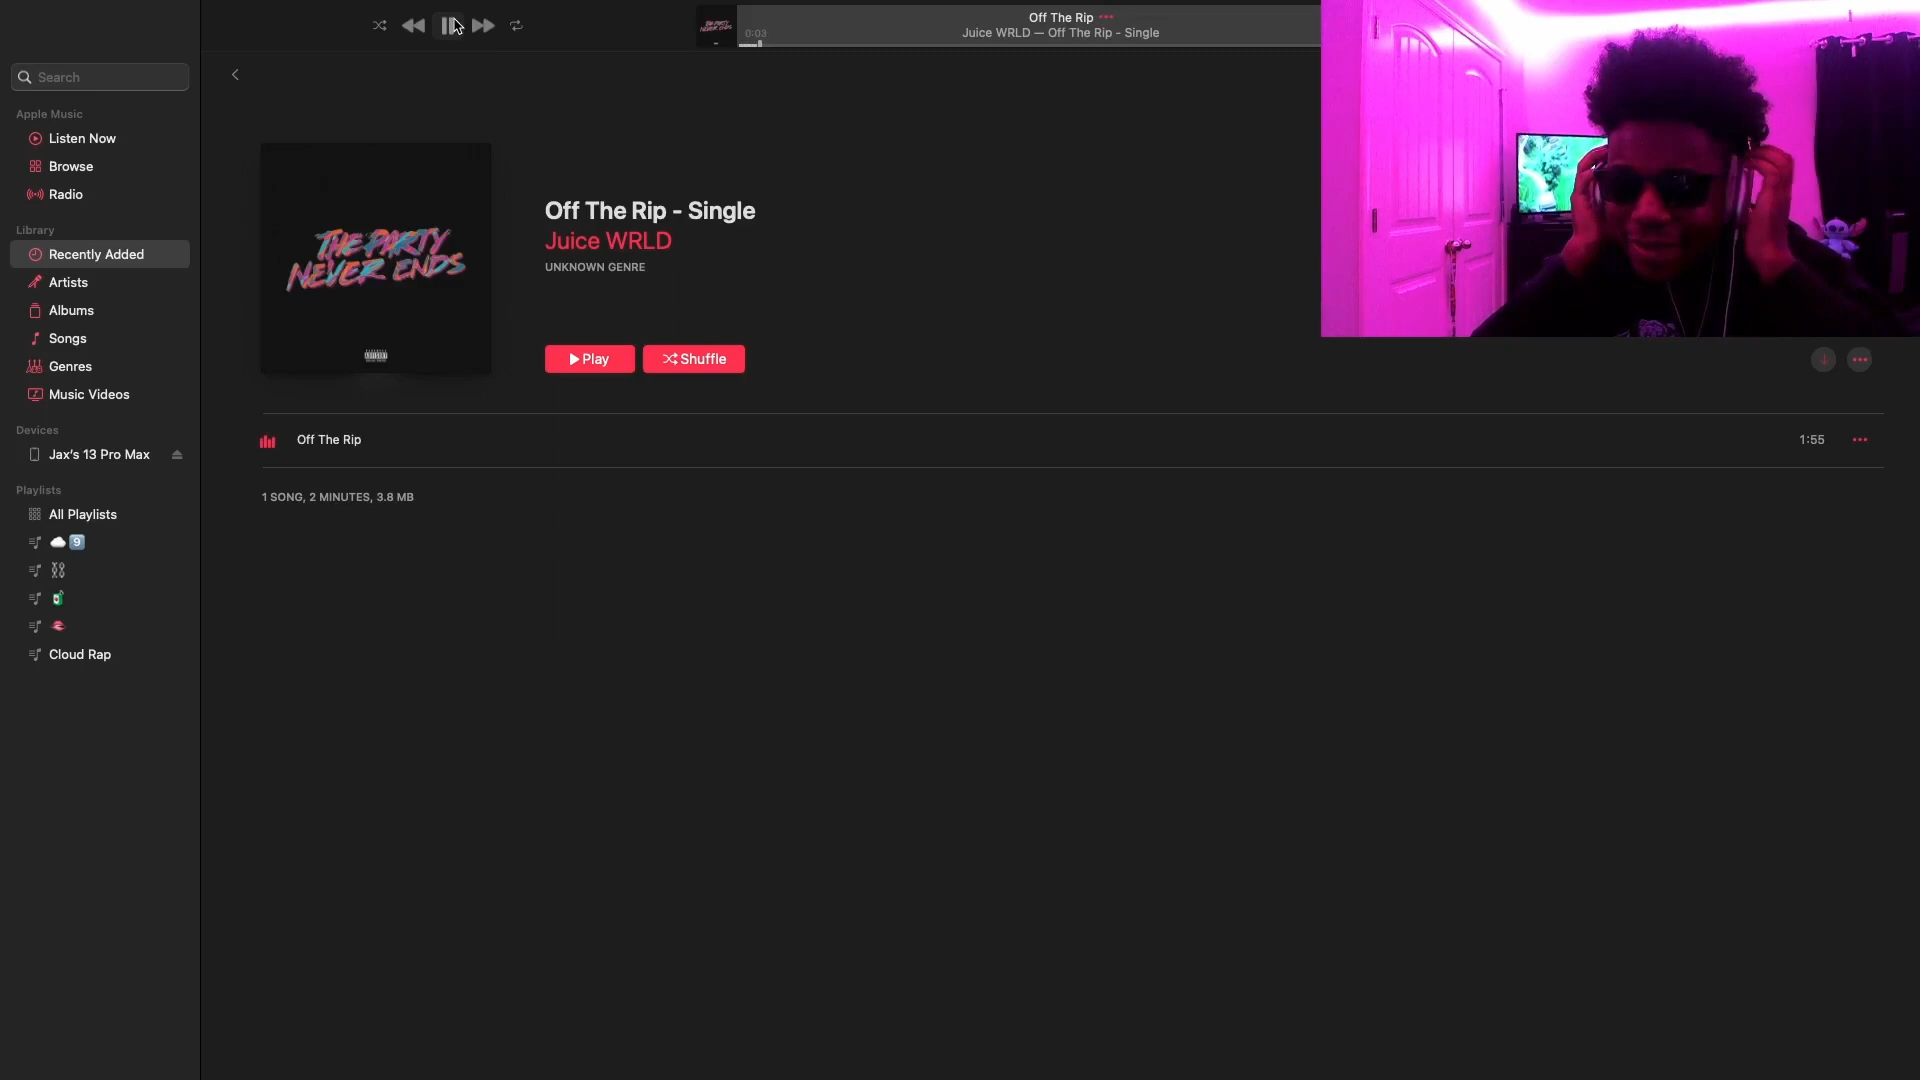 Off The Rip
0:03
Juice WRLD — Off The Rip - Single
Search
Apple Music
Listen Now
Browse
Radio
Library
Recently Added
Artists
Albums
Songs
Genres
Music Videos
Devices
Jax's 13 Pro Max
Playlists
All Playlists
☁️9️⃣
⛓️
🧃
🫦
Cloud Rap
THE PARTY
NEVER ENDS
Off The Rip - Single
Juice WRLD
UNKNOWN GENRE
Play
Shuffle
Off The Rip
1:55
1 SONG, 2 MINUTES, 3.8 MB